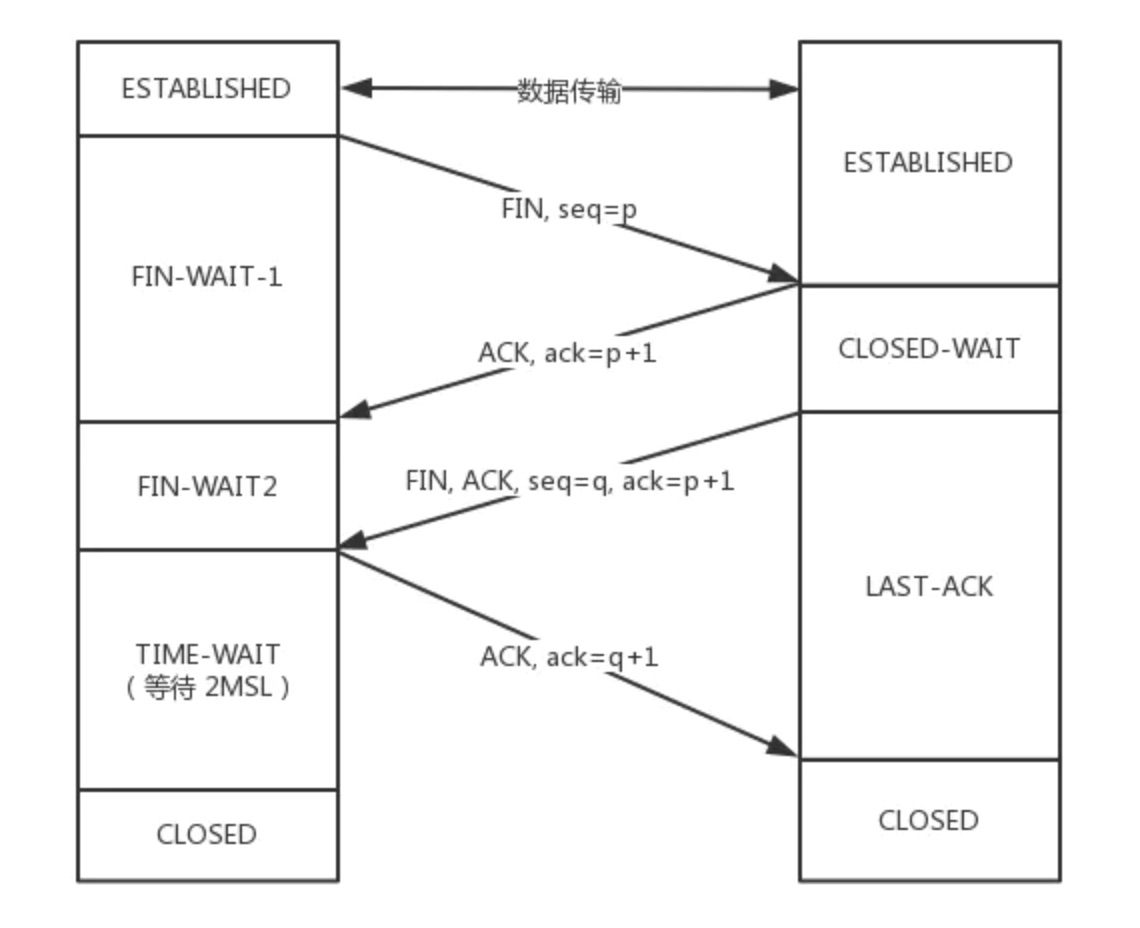 ESTABLISHED
数据传输
ESTABLISHED
FIN, seq=p
FIN-WAIT-1
ACK, ack=p+1
CLOSED-WAIT
FIN-WAIT2
FIN, ACK, seq=q, ack=p+1
LAST-ACK
TIME-WAIT
（等待 2MSL）
ACK, ack=q+1
CLOSED
CLOSED